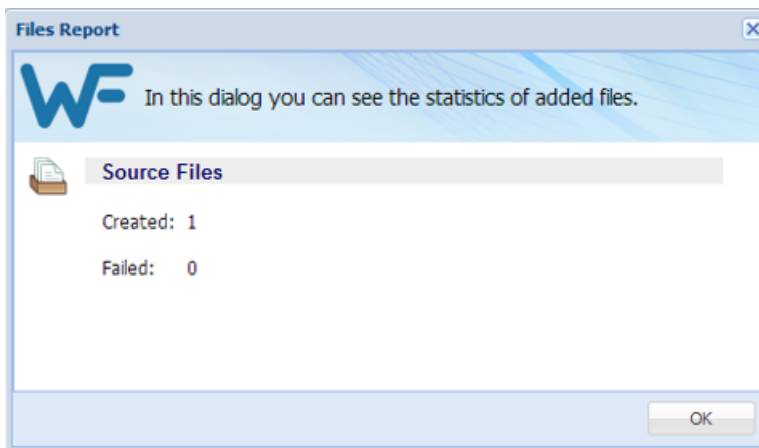 Files Report
WF In this dialog you can see the statistics of added files.
Source Files
Created: 1
Failed: 0
OK